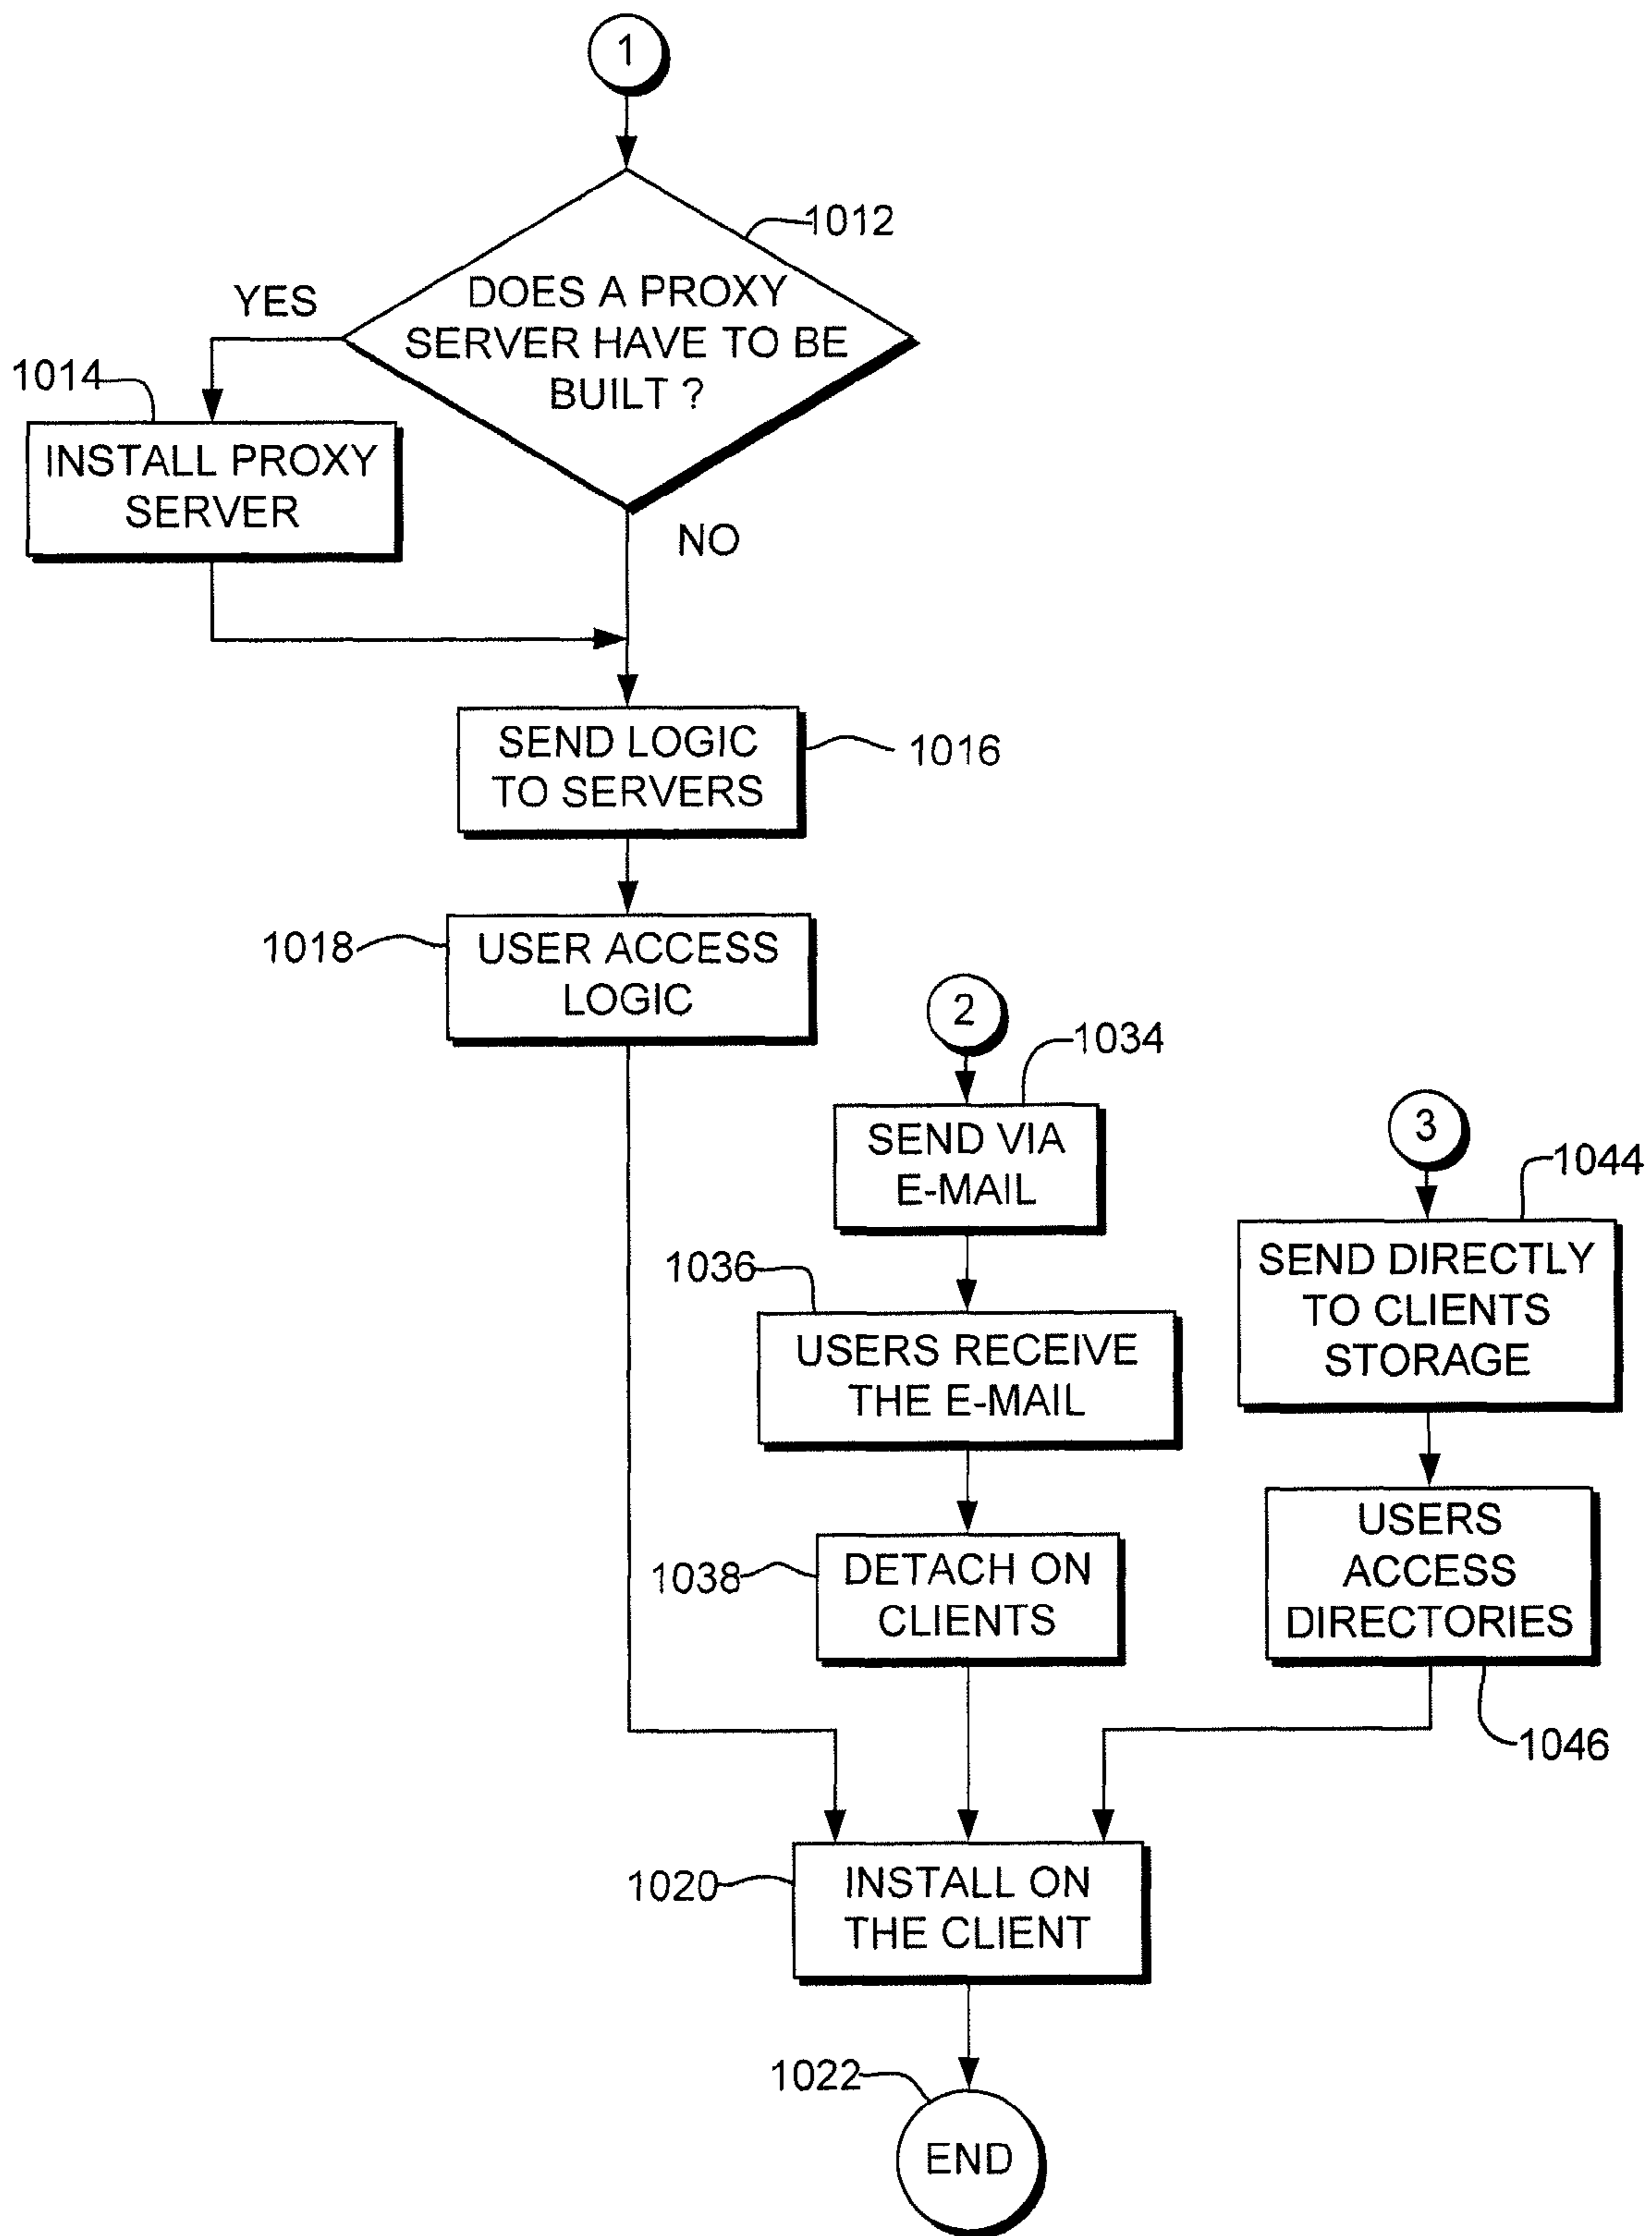 1
1012
DOES A PROXY
SERVER HAVE TO BE
BUILT ?
YES
1014
INSTALL PROXY
SERVER
NO
SEND LOGIC
TO SERVERS
1016
1018
USER ACCESS
LOGIC
2
1034
SEND VIA
E-MAIL
3
1044
SEND DIRECTLY
TO CLIENTS
STORAGE
1036
USERS RECEIVE
THE E-MAIL
1038
DETACH ON
CLIENTS
USERS
ACCESS
DIRECTORIES
1046
1020
INSTALL ON
THE CLIENT
1022
END